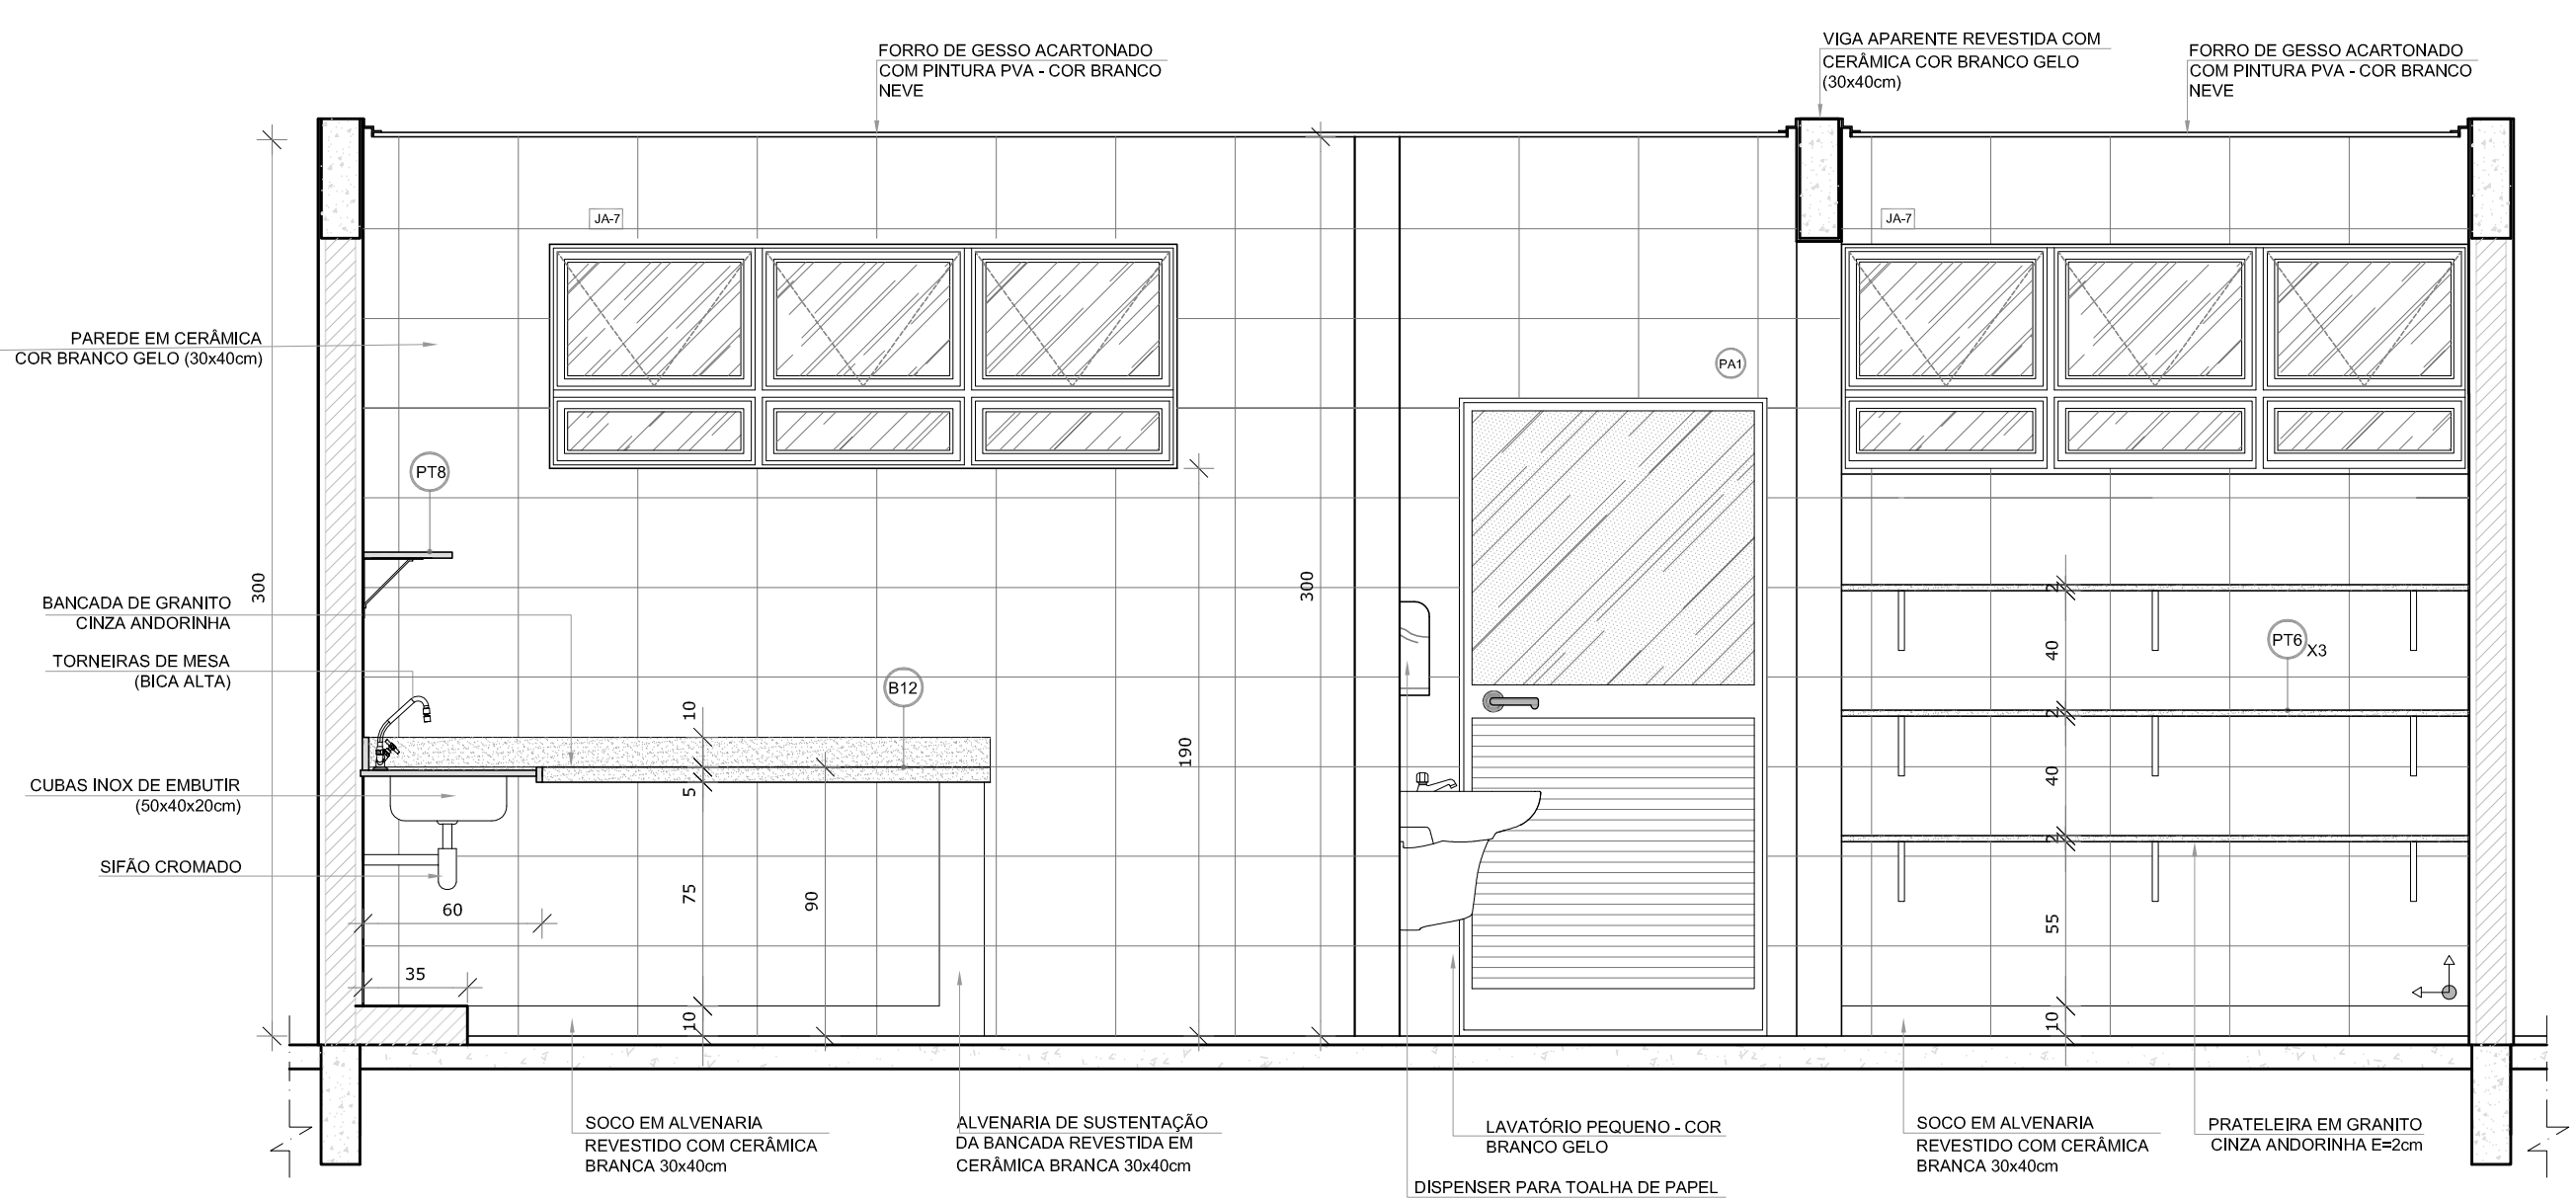 FORRO DE GESSO ACARTONADO
COM PINTURA PVA - COR BRANCO
NEVE
VIGA APARENTE REVESTIDA COM
CERÂMICA COR BRANCO GELO
(30x40cm)
FORRO DE GESSO ACARTONADO
COM PINTURA PVA - COR BRANCO
NEVE
JA-7
JA-7
PAREDE EM CERÂMICA
COR BRANCO GELO (30x40cm)
PA1
PT8
300
300
BANCADA DE GRANITO
CINZA ANDORINHA
TORNEIRAS DE MESA
(BICA ALTA)
B12
10
190
5
CUBAS INOX DE EMBUTIR
(50x40x20cm)
SIFÃO CROMADO
75
90
60
35
10
2
40
PT6
X3
2
40
2
55
10
SOCO EM ALVENARIA
REVESTIDO COM CERÂMICA
BRANCA 30x40cm
ALVENARIA DE SUSTENTAÇÃO
DA BANCADA REVESTIDA EM
CERÂMICA BRANCA 30x40cm
LAVATÓRIO PEQUENO - COR
BRANCO GELO
DISPENSER PARA TOALHA DE PAPEL
SOCO EM ALVENARIA
REVESTIDO COM CERÂMICA
BRANCA 30x40cm
PRATELEIRA EM GRANITO
CINZA ANDORINHA E=2cm